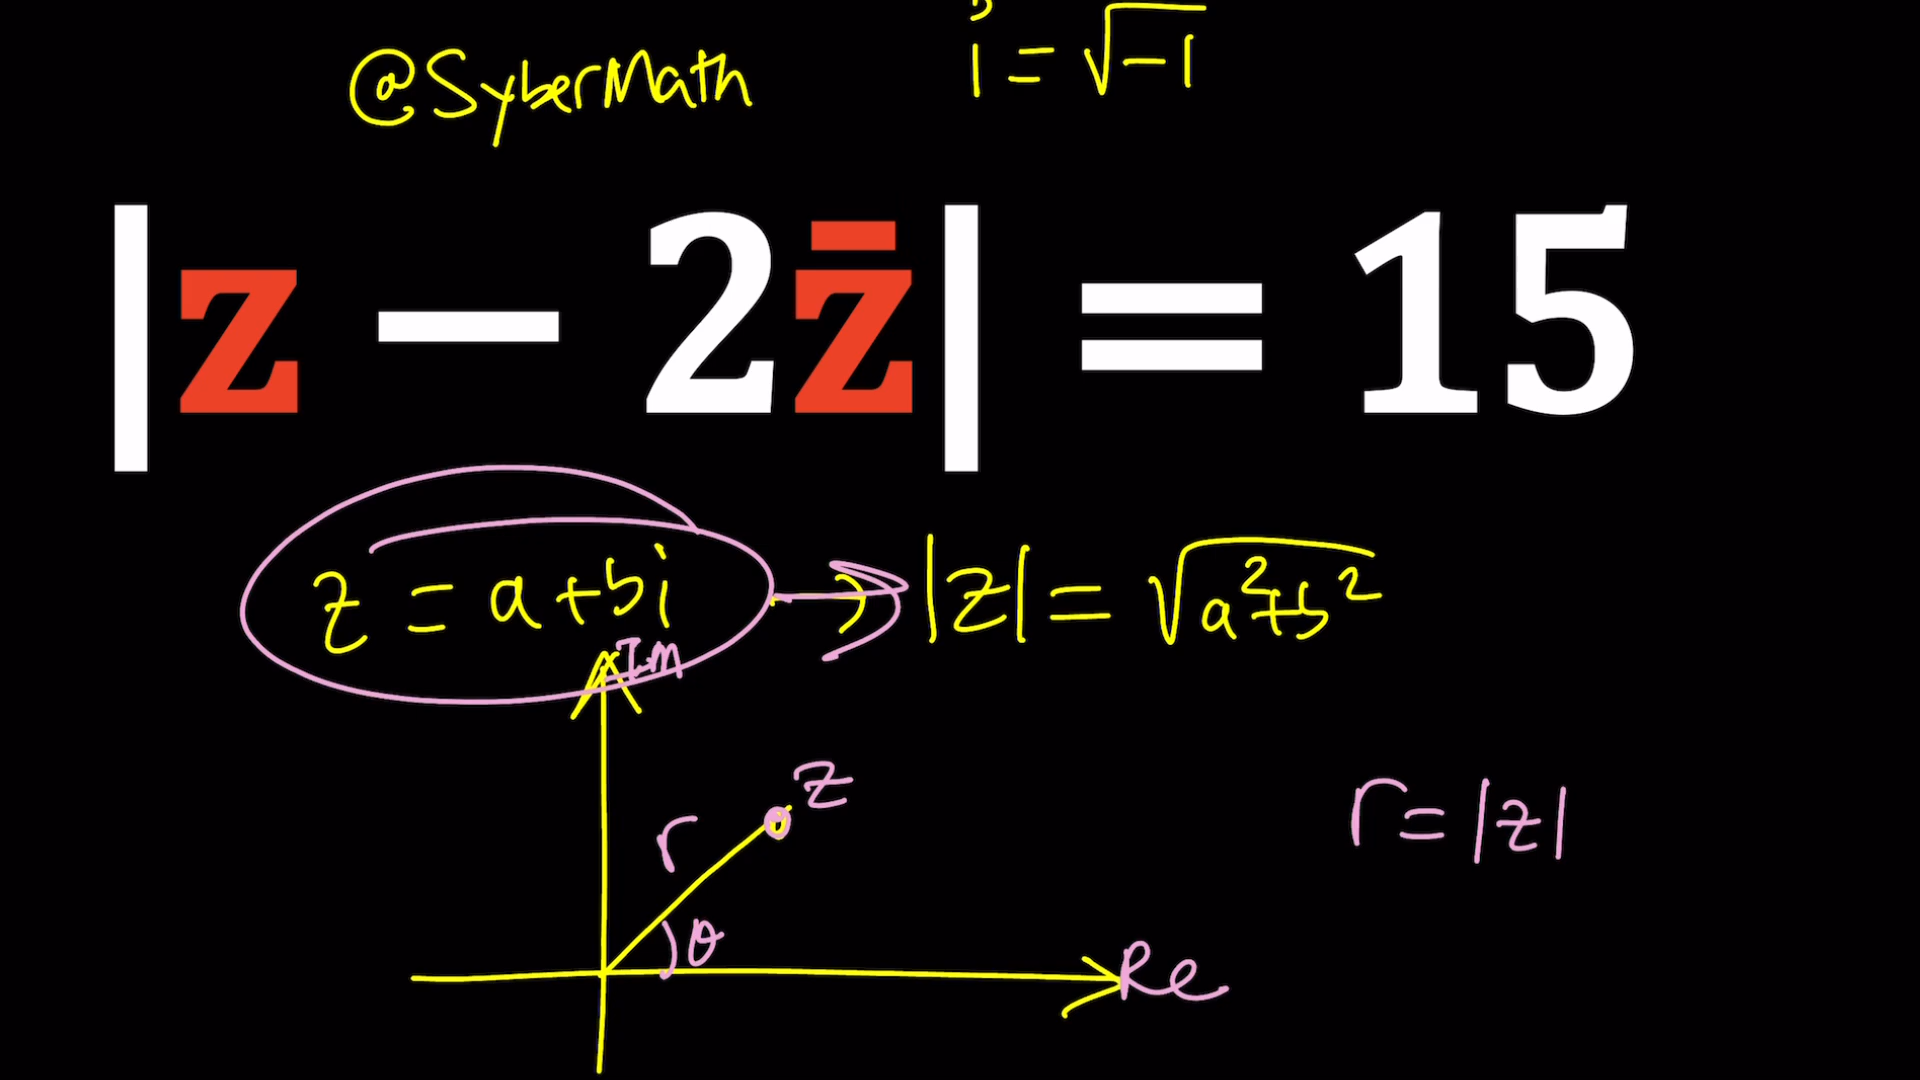 @SyberMath
i = √-1
|z − 2z̄| = 15
z = a+bi → |z| = √a²+b²
Im
z
r
r = |z|
θ
Re